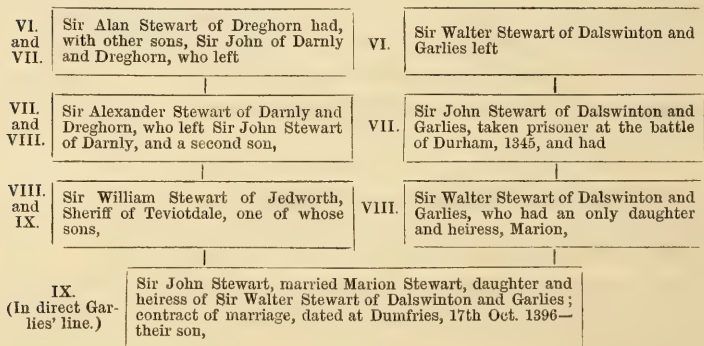 VI.
and
VII.
Sir Alan Stewart of Dreghorn had,
with other sons, Sir John of Darnly
and Dreghorn, who left
VI.
Sir Walter Stewart of Dalswinton and
Garlies left
VII.
and
VIII.
Sir Alexander Stewart of Darnly and
Dreghorn, who left Sir John Stewart
of Darnly, and a second son,
VII.
Sir John Stewart of Dalswinton and
Garlies, taken prisoner at the battle
of Durham, 1345, and had
VIII.
and
IX.
Sir William Stewart of Jedworth,
Sheriff of Teviotdale, one of whose
sons,
VIII.
Sir Walter Stewart of Dalswinton and
Garlies, who had an only daughter
and heiress, Marion,
IX.
(In direct Gar-
lies' line.)
Sir John Stewart, married Marion Stewart, daughter and
heiress of Sir Walter Stewart of Dalswinton and Garlies;
contract of marriage, dated at Dumfries, 17th Oct. 1396—
their son,